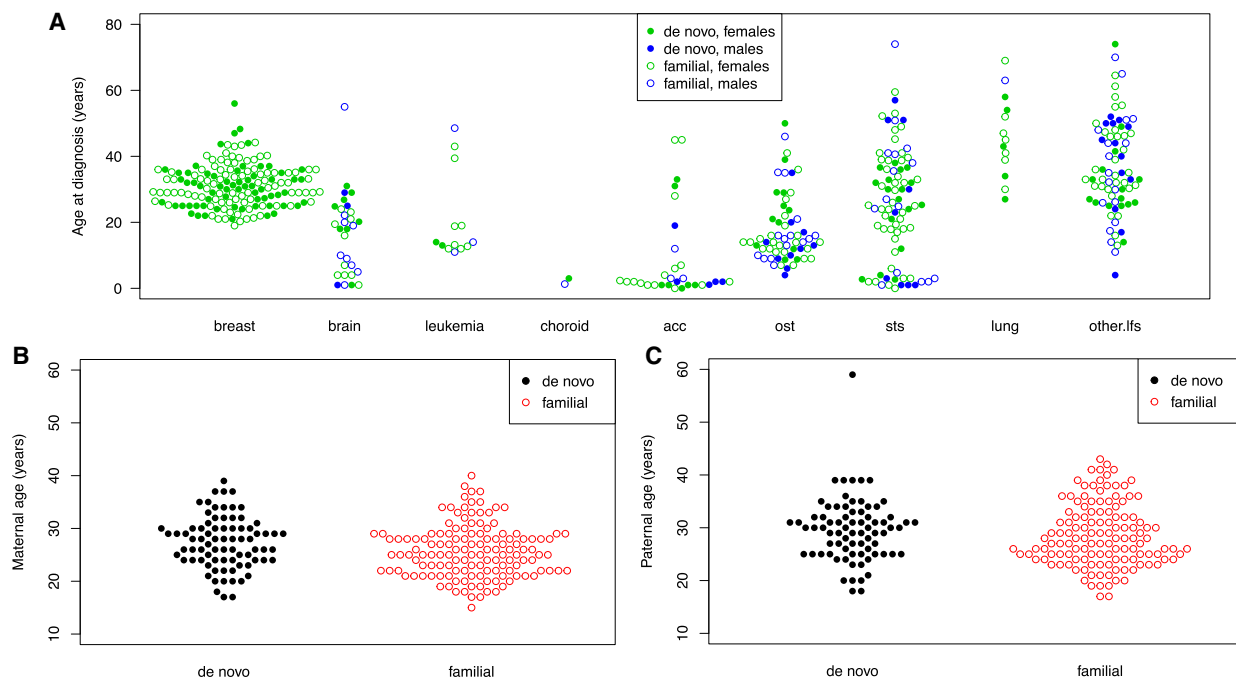 A
Age at diagnosis (years)
80
60
40
20
0
de novo, females
de novo, males
familial, females
familial, males
breast brain leukemia choroid acc ost sts lung other.lfs
B
Maternal age (years)
60
50
40
30
20
10
de novo
familial
de novo familial
C
Paternal age (years)
60
50
40
30
20
10
de novo
familial
de novo familial